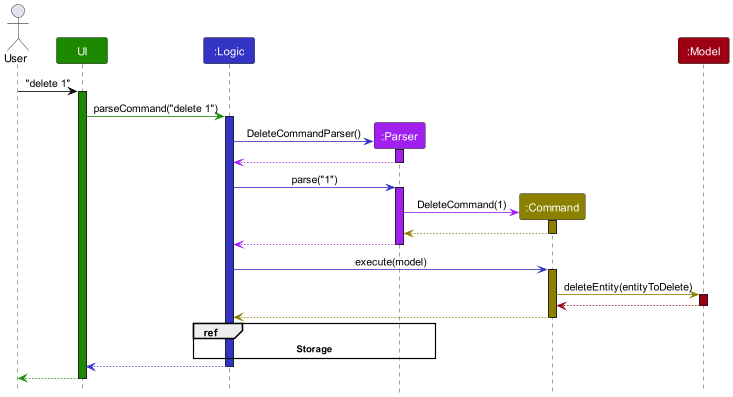 User
UI
:Logic
:Model
"delete 1"
parseCommand("delete 1")
:Parser
DeleteCommandParser()
parse("1")
DeleteCommand(1)
:Command
execute(model)
deleteEntity(entityToDelete)
ref
Storage